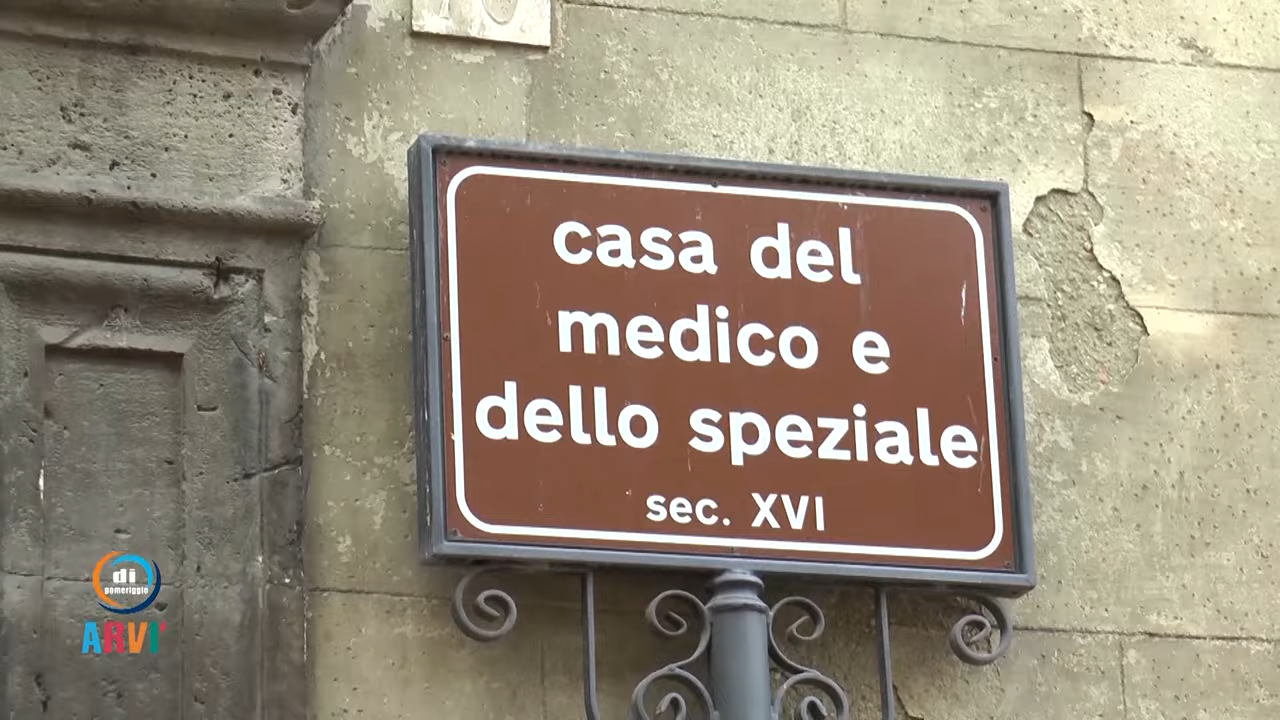 casa del
medico e
dello speziale
sec. XVI
di
pomeriggio
ARVI'